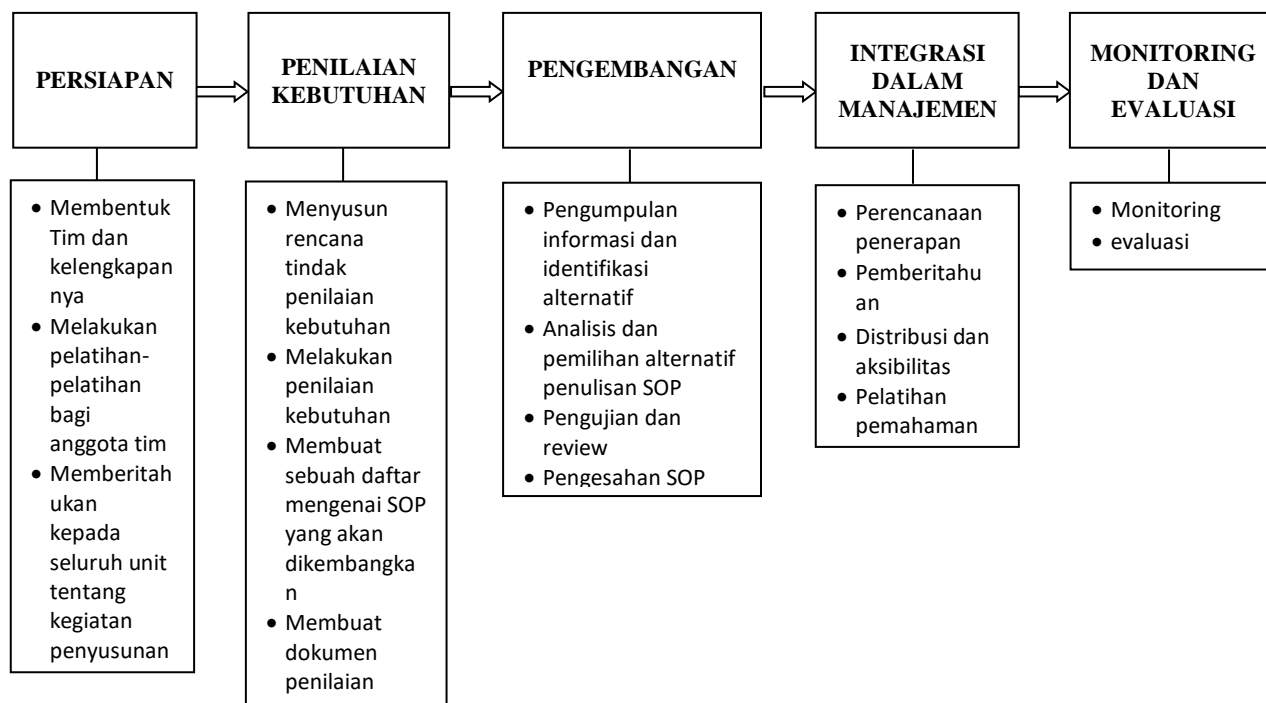 PERSIAPAN
PENILAIAN
KEBUTUHAN
PENGEMBANGAN
INTEGRASI
DALAM
MANAJEMEN
MONITORING
DAN
EVALUASI
• Membentuk
Tim dan
kelengkapan
nya
• Melakukan
pelatihan-
pelatihan
bagi
anggota tim
• Memberitah
ukan
kepada
seluruh unit
tentang
kegiatan
penyusunan
• Menyusun
rencana
tindak
penilaian
kebutuhan
• Melakukan
penilaian
kebutuhan
• Membuat
sebuah daftar
mengenai SOP
yang akan
dikembangka
n
• Membuat
dokumen
penilaian
• Pengumpulan
informasi dan
identifikasi
alternatif
• Analisis dan
pemilihan alternatif
penulisan SOP
• Pengujian dan
review
• Pengesahan SOP
• Perencanaan
penerapan
• Pemberitahu
an
• Distribusi dan
aksibilitas
• Pelatihan
pemahaman
• Monitoring
• evaluasi